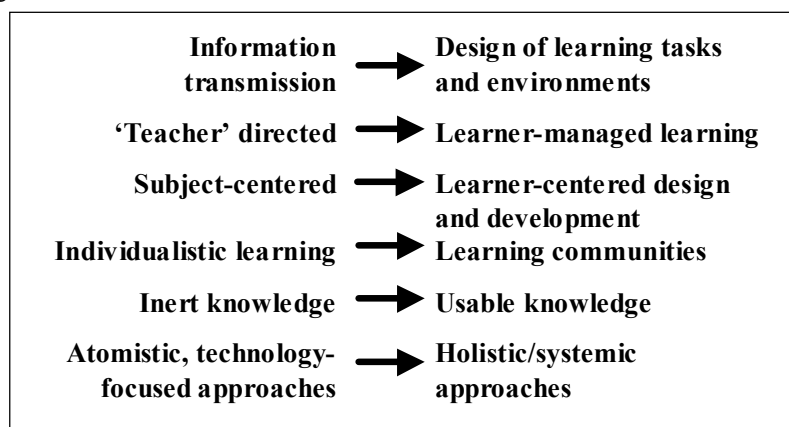 Information
transmission
Design of learning tasks
and environments
‘Teacher’ directed
Learner-managed learning
Subject-centered
Learner-centered design
and development
Individualistic learning
Learning communities
Inert knowledge
Usable knowledge
Atomistic, technology-
focused approaches
Holistic/systemic
approaches